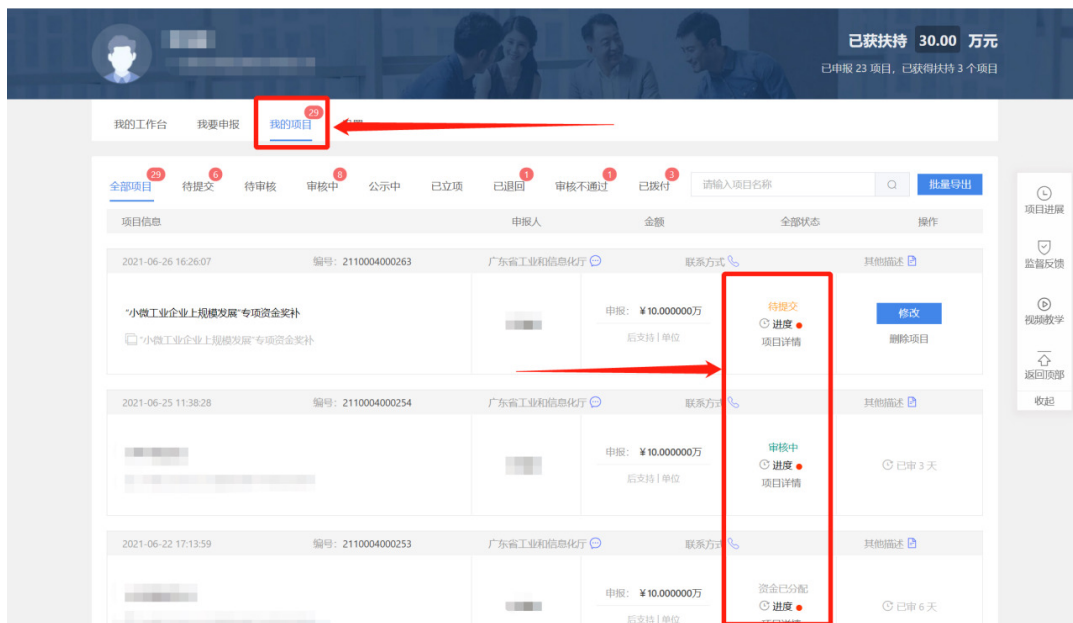 已获扶持 30.00 万元
已申报 23 项目，已获得扶持 3 个项目
我的工作台 我要申报 我的项目 29
全部项目 29 待提交 6 待审核 审核中 8 公示中 已立项 已退回 1 审核不通过 1 已拨付 3 请输入项目名称 批量导出
项目信息 申报人 金额 全部状态 操作
2021-06-26 16:26:07 编号：2110004000263 广东省工业和信息化厅 联系方式 其他描述
"小微工业企业上规模发展"专项资金奖补
"小微工业企业上规模发展"专项资金奖补
申报：￥10.000000万
后支持 | 单位
待提交
进度
项目详情
修改
删除项目
2021-06-25 11:38:28 编号：2110004000254 广东省工业和信息化厅 联系方式 其他描述
申报：￥10.000000万
后支持 | 单位
审核中
进度
项目详情
已审 3 天
2021-06-22 17:13:59 编号：2110004000253 广东省工业和信息化厅 联系方式 其他描述
申报：￥10.000000万
后支持 | 单位
资金已分配
进度
项目详情
已审 6 天
项目进展
监督反馈
视频教学
返回顶部
收起